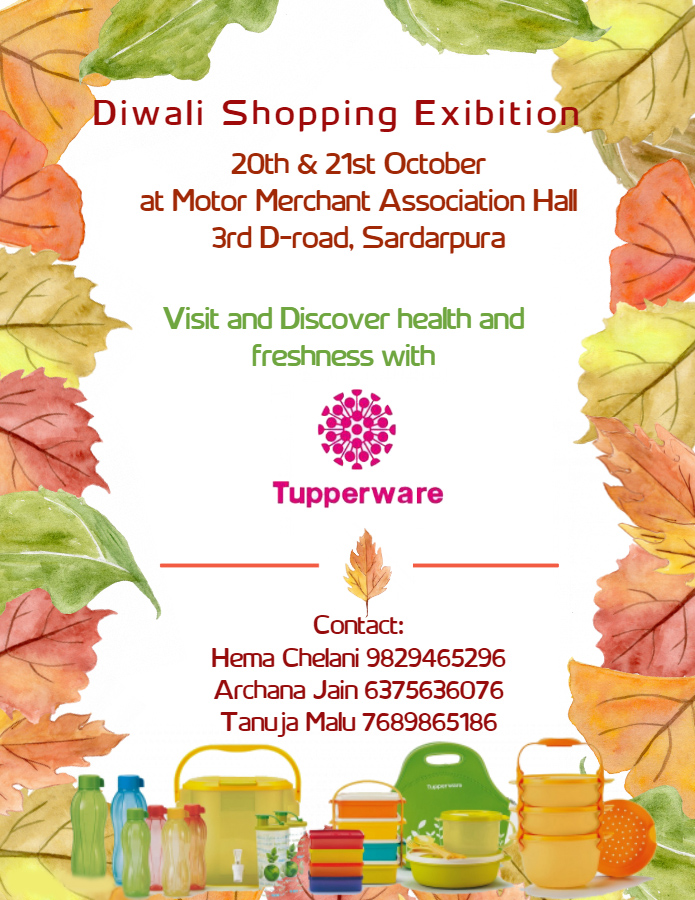 Diwali Shopping Exibition
20th & 21st October
at Motor Merchant Association Hall
3rd D-road, Sardarpura
Visit and Discover health and
freshness with
Tupperware
Contact:
Hema Chelani 9829465296
Archana Jain 6375636076
Tanuja Malu 7689865186
Tupperware